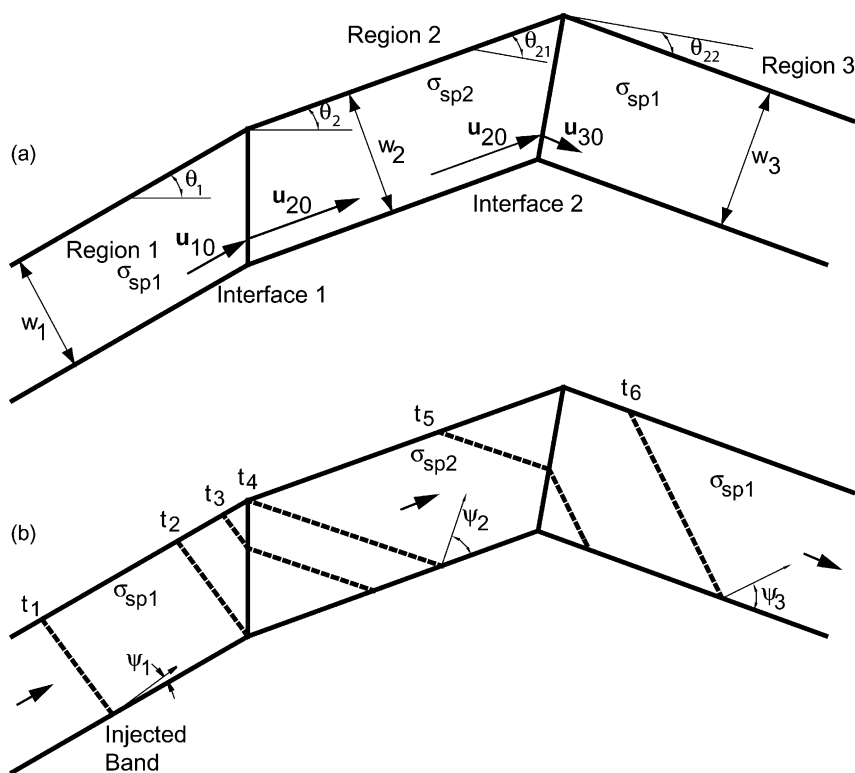 Region 2
θ21
θ22
Region 3
σsp2
σsp1
(a)
θ1
θ2
w2
u20
u30
w3
u20
Interface 2
Region 1
u10
σsp1
Interface 1
w1
t6
t5
t4
σsp2
t3
σsp1
(b)
t2
ψ2
t1
σsp1
ψ3
ψ1
Injected
Band